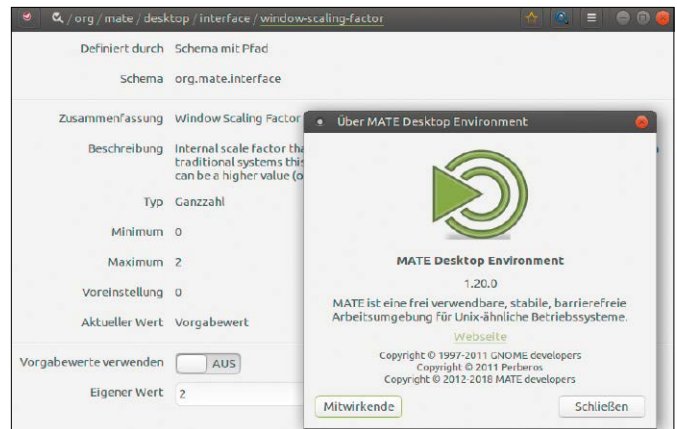 / org / mate / desktop / interface / window-scaling-factor
Definiert durch Schema mit Pfad
Schema org.mate.interface
Zusammenfassung Window Scaling Factor
Beschreibung Internal scale factor tha
traditional systems this
can be a higher value (o
Typ Ganzzahl
Minimum 0
Maximum 2
Voreinstellung 0
Aktueller Wert Vorgabewert
Vorgabewerte verwenden AUS
Eigener Wert 2
Über MATE Desktop Environment
MATE Desktop Environment
1.20.0
MATE ist eine frei verwendbare, stabile, barrierefreie
Arbeitsumgebung für Unix-ähnliche Betriebssysteme.
Webseite
Copyright © 1997-2011 GNOME developers
Copyright © 2011 Perberos
Copyright © 2012-2018 MATE developers
Mitwirkende Schließen